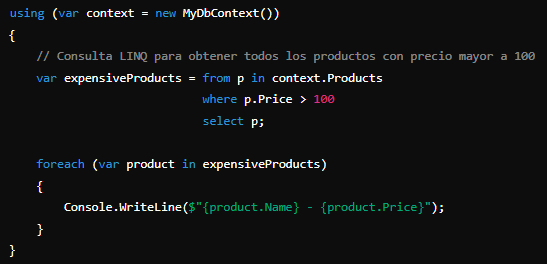 using (var context = new MyDbContext())
{
    // Consulta LINQ para obtener todos los productos con precio mayor a 100
    var expensiveProducts = from p in context.Products
                            where p.Price > 100
                            select p;

    foreach (var product in expensiveProducts)
    {
        Console.WriteLine($"{product.Name} - {product.Price}");
    }
}